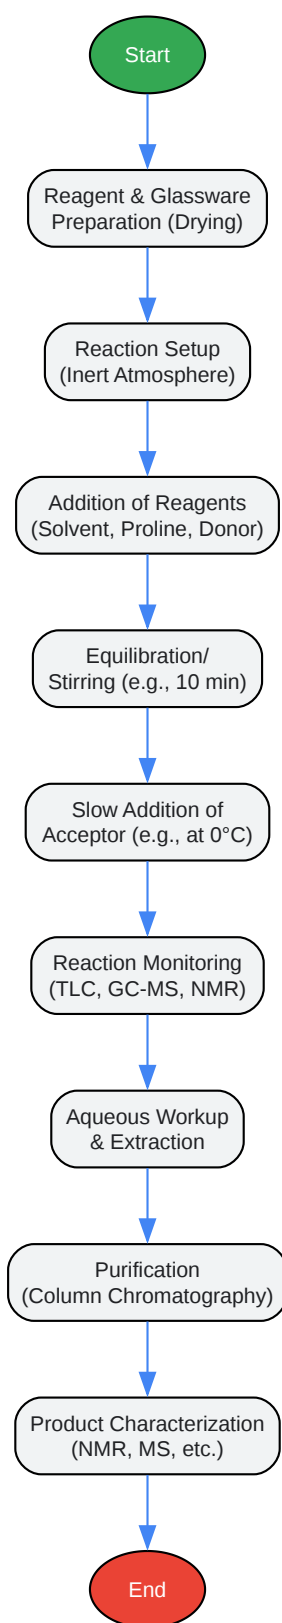 Start
Reagent & Glassware
Preparation (Drying)
Reaction Setup
(Inert Atmosphere)
Addition of Reagents
(Solvent, Proline, Donor)
Equilibration/
Stirring (e.g., 10 min)
Slow Addition of
Acceptor (e.g., at 0°C)
Reaction Monitoring
(TLC, GC-MS, NMR)
Aqueous Workup
& Extraction
Purification
(Column Chromatography)
Product Characterization
(NMR, MS, etc.)
End